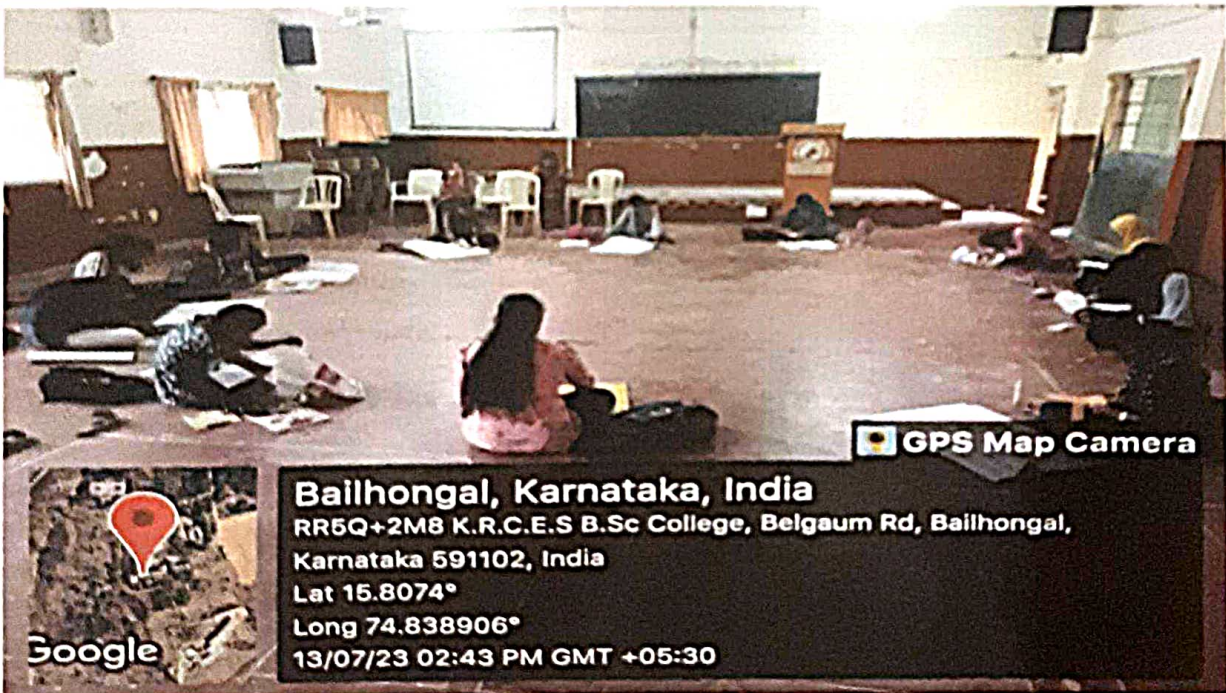 GPS Map Camera
Bailhongal, Karnataka, India
RR5Q+2M8 K.R.C.E.S B.Sc College, Belgaum Rd, Bailhongal,
Karnataka 591102, India
Lat 15.8074°
Long 74.838906°
13/07/23 02:43 PM GMT +05:30
Google